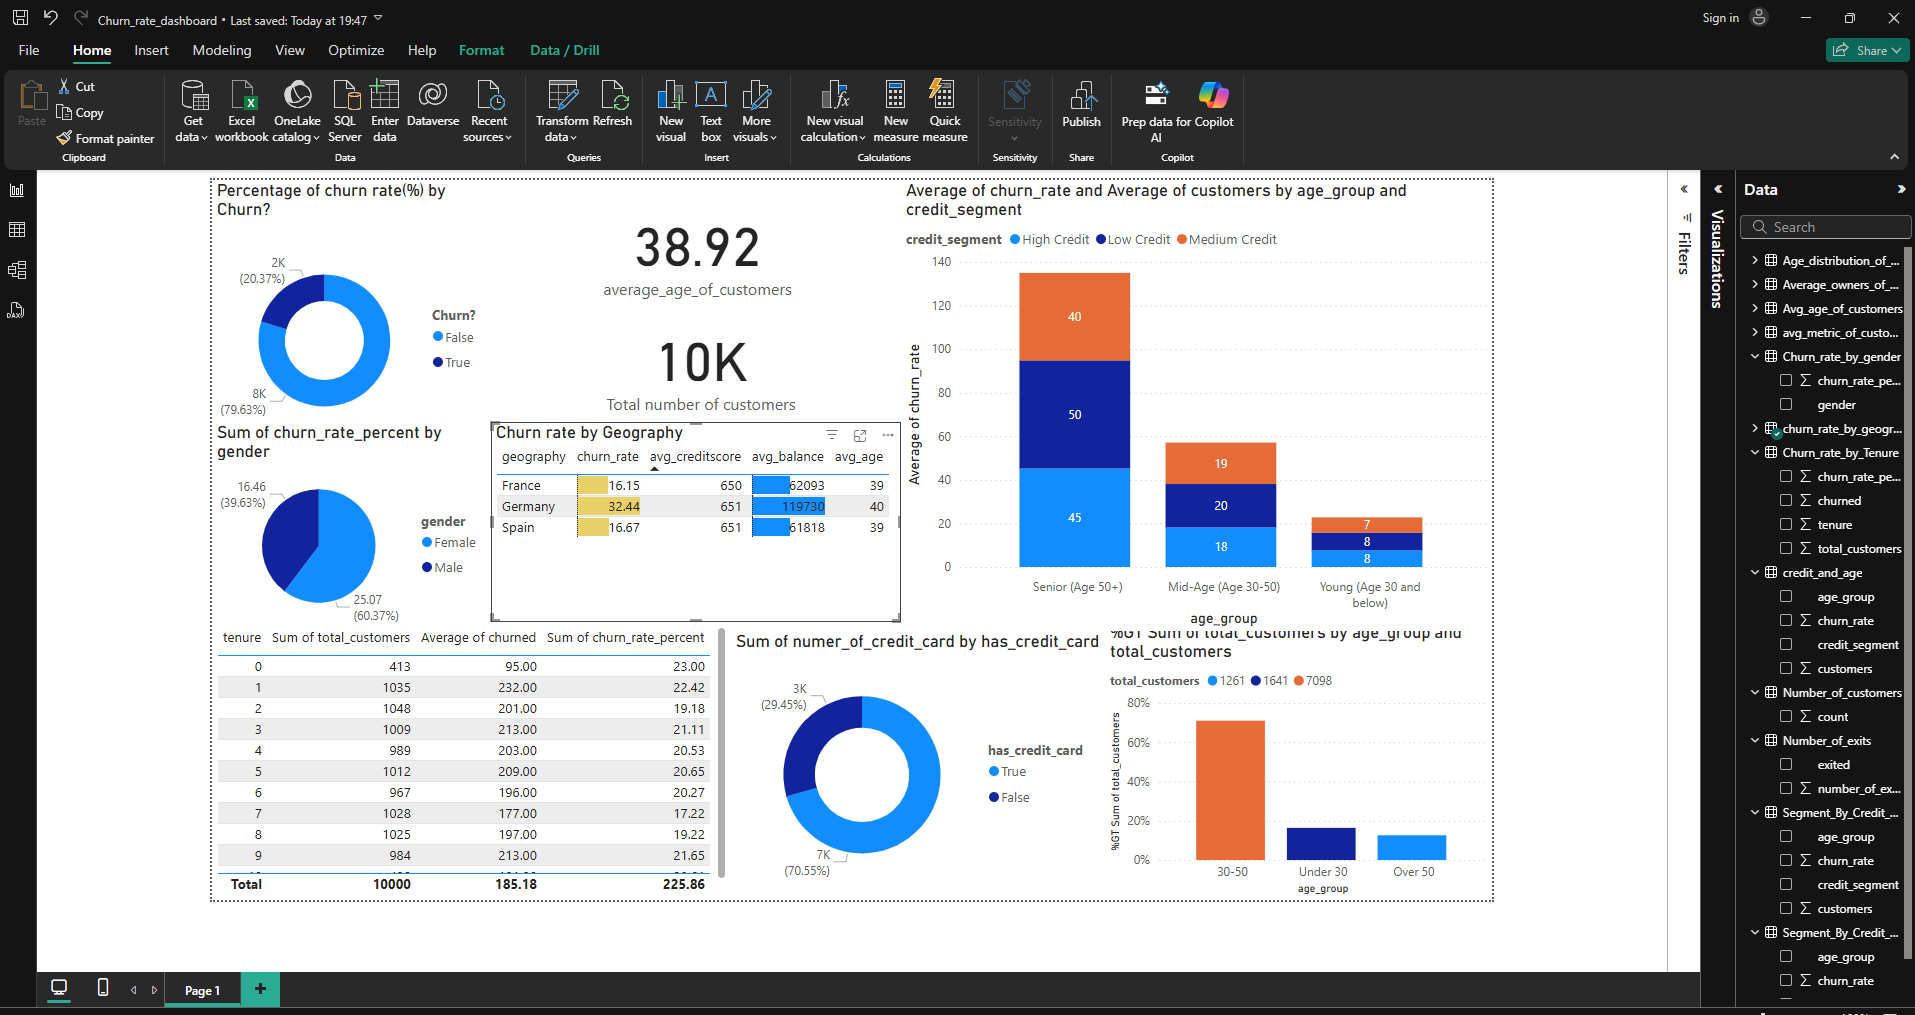 Churn_rate_dashboard • Last saved: Today at 19:47
Sign in
File
Home
Insert
Modeling
View
Optimize
Help
Format
Data / Drill
Share
Paste
Cut
Copy
Format painter
Clipboard
Get data
Excel workbook
OneLake catalog
SQL Server
Enter data
Dataverse
Recent sources
Data
Transform data
Refresh
Queries
New visual
Text box
More visuals
Insert
New visual calculation
New measure
Quick measure
Calculations
Sensitivity
Sensitivity
Publish
Share
Prep data for AI
Copilot
Copilot
Percentage of churn rate(%) by
Churn?
2K
(20.37%)
8K
(79.63%)
Churn?
False
True
38.92
average_age_of_customers
10K
Total number of customers
Average of churn_rate and Average of customers by age_group and
credit_segment
credit_segment High Credit Low Credit Medium Credit
Average of churn_rate
140
120
100
80
60
40
20
0
40
50
45
19
20
18
7
8
8
Senior (Age 50+)
Mid-Age (Age 30-50)
Young (Age 30 and
below)
age_group
Sum of churn_rate_percent by
gender
16.46
(39.63%)
25.07
(60.37%)
gender
Female
Male
Churn rate by Geography
geography churn_rate avg_creditscore avg_balance avg_age
France 16.15 650 62093 39
Germany 32.44 651 119730 40
Spain 16.67 651 61818 39
tenure Sum of total_customers Average of churned Sum of churn_rate_percent
0 413 95.00 23.00
1 1035 232.00 22.42
2 1048 201.00 19.18
3 1009 213.00 21.11
4 989 203.00 20.53
5 1012 209.00 20.65
6 967 196.00 20.27
7 1028 177.00 17.22
8 1025 197.00 19.22
9 984 213.00 21.65
Total 10000 185.18 225.86
Sum of numer_of_credit_card by has_credit_card
3K
(29.45%)
7K
(70.55%)
has_credit_card
True
False
%GT Sum of total_customers by age_group and
total_customers
total_customers 1261 1641 7098
%GT Sum of total_customers
80%
60%
40%
20%
0%
30-50
Under 30
Over 50
age_group
Filters
Visualizations
Data
Search
Age_distribution_of_...
Average_owners_of_...
Avg_age_of_customers
avg_metric_of_custo...
Churn_rate_by_gender
churn_rate_pe...
gender
churn_rate_by_geogr...
Churn_rate_by_Tenure
churn_rate_pe...
churned
tenure
total_customers
credit_and_age
age_group
churn_rate
credit_segment
customers
Number_of_customers
count
Number_of_exits
exited
number_of_ex...
Segment_By_Credit_...
age_group
churn_rate
credit_segment
customers
Segment_By_Credit_...
age_group
churn_rate
Page 1